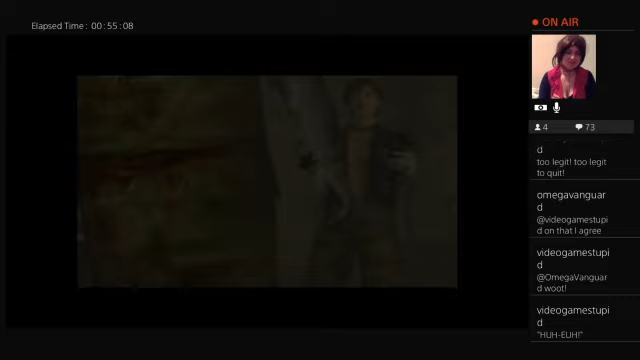 Elapsed Time : 00 : 55 : 08
ON AIR
4
73
d
too legit! too legit
to quit!
omegavanguar
d
@videogamestupi
d on that I agree
videogamestupi
d
@OmegaVanguar
d woot!
videogamestupi
d
"HUH-EUH!"